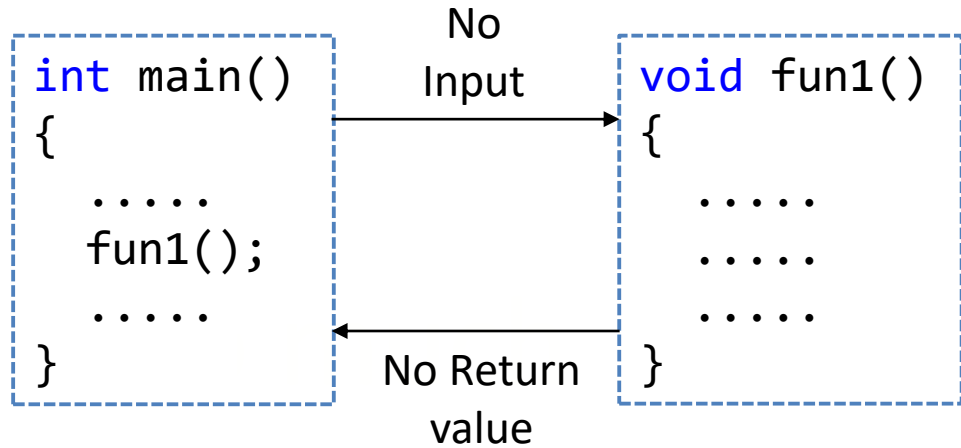 No
Input
int main()
{
.....
fun1();
.....
}
void fun1()
{
.....
.....
.....
}
No Return
value